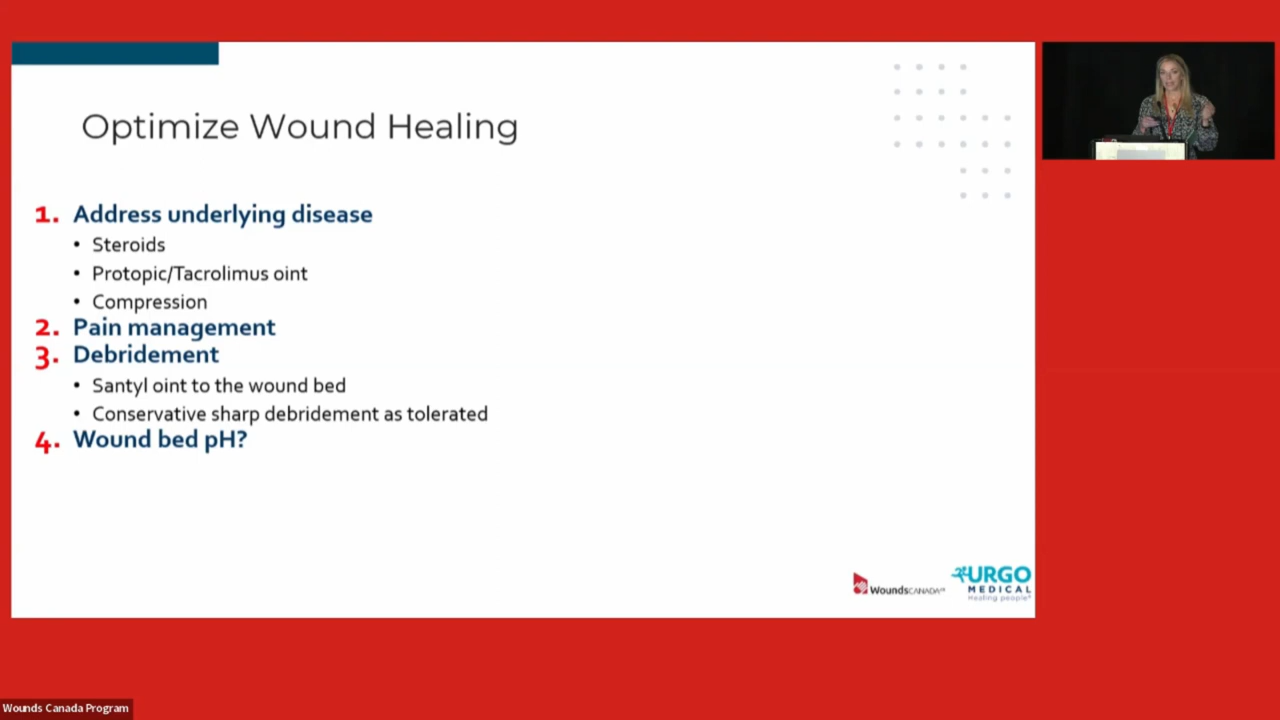 Optimize Wound Healing
1. Address underlying disease
• Steroids
• Protopic/Tacrolimus oint
• Compression
2. Pain management
3. Debridement
• Santyl oint to the wound bed
• Conservative sharp debridement as tolerated
4. Wound bed pH?
WoundsCANADA
URGO
MEDICAL
Healing people®
Wounds Canada Program